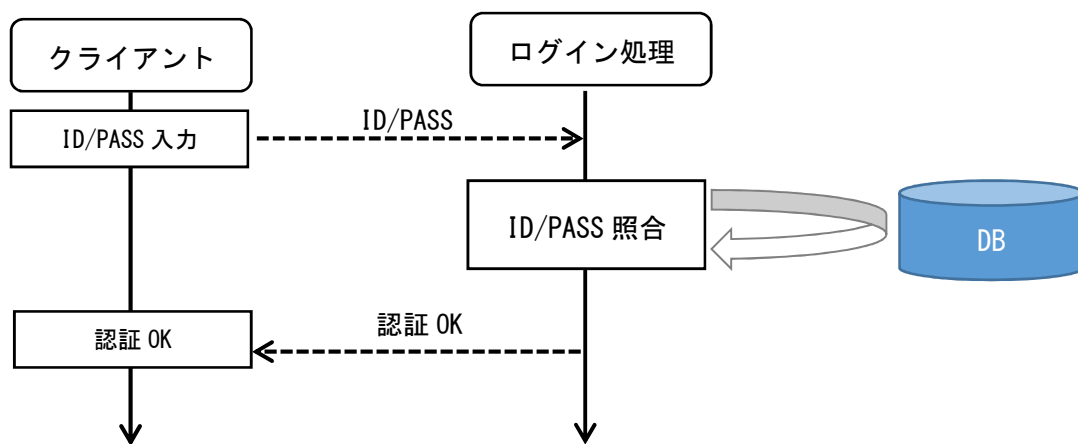 クライアント
ログイン処理
ID/PASS 入力
ID/PASS
ID/PASS 照合
DB
認証 OK
認証 OK